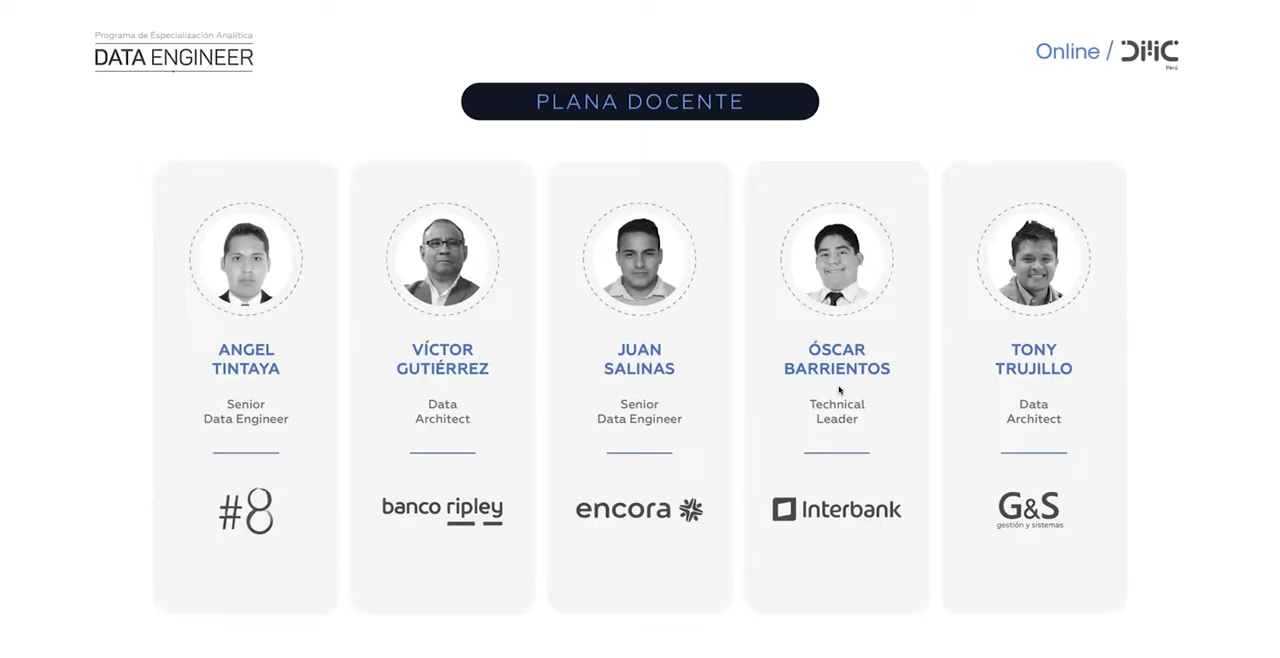 Programa de Especialización Analítica
DATA ENGINEER
Online / DMC
Perú
PLANA DOCENTE
ANGEL
TINTAYA
Senior
Data Engineer
#8
VÍCTOR
GUTIÉRREZ
Data
Architect
banco ripley
JUAN
SALINAS
Senior
Data Engineer
encora
ÓSCAR
BARRIENTOS
Technical
Leader
Interbank
TONY
TRUJILLO
Data
Architect
G&S
gestión y sistemas